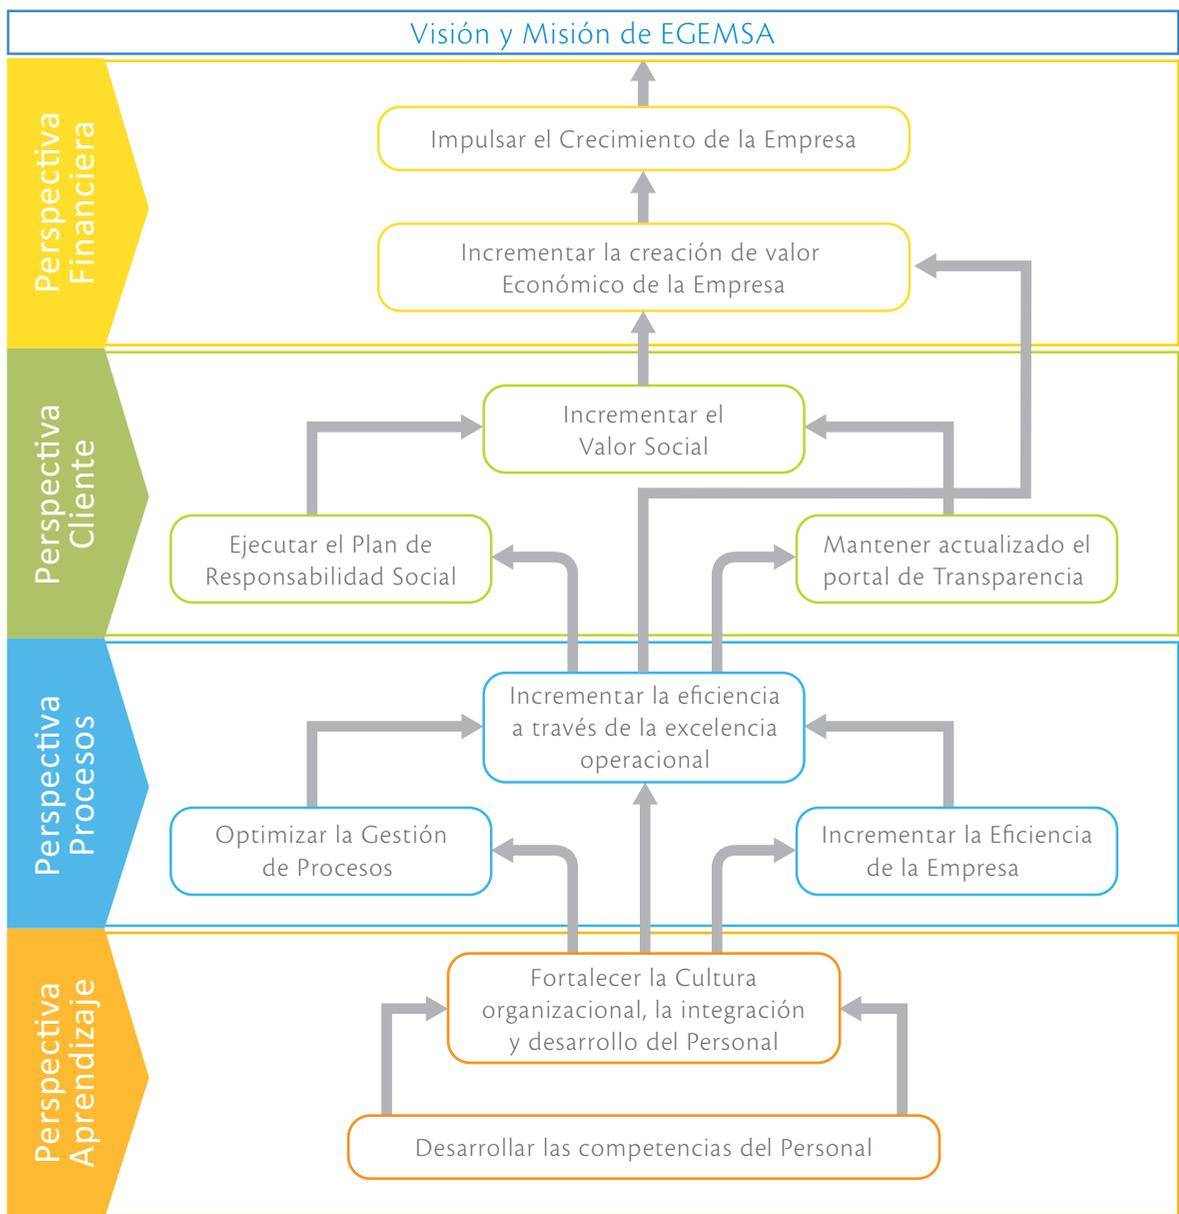 Visión y Misión de EGEMSA
Perspectiva
Financiera
Impulsar el Crecimiento de la Empresa
Incrementar la creación de valor
Económico de la Empresa
Perspectiva
Cliente
Incrementar el
Valor Social
Ejecutar el Plan de
Responsabilidad Social
Mantener actualizado el
portal de Transparencia
Perspectiva
Procesos
Incrementar la eficiencia
a través de la excelencia
operacional
Optimizar la Gestión
de Procesos
Incrementar la Eficiencia
de la Empresa
Perspectiva
Aprendizaje
Fortalecer la Cultura
organizacional, la integración
y desarrollo del Personal
Desarrollar las competencias del Personal